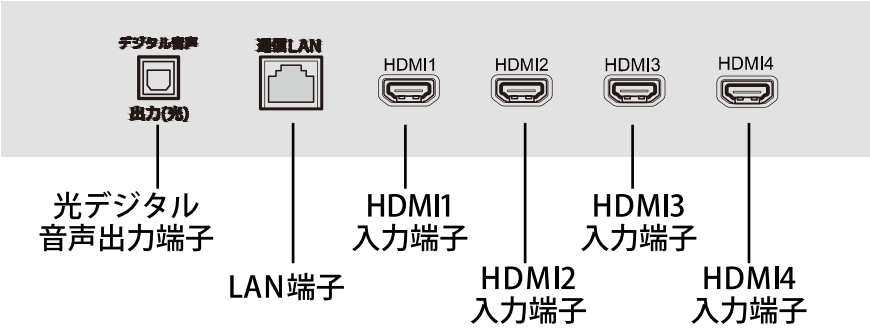 デジタル音声
出力(光)
通信LAN
HDMI1
HDMI2
HDMI3
HDMI4
光デジタル
音声出力端子
LAN端子
HDMI1
入力端子
HDMI2
入力端子
HDMI3
入力端子
HDMI4
入力端子